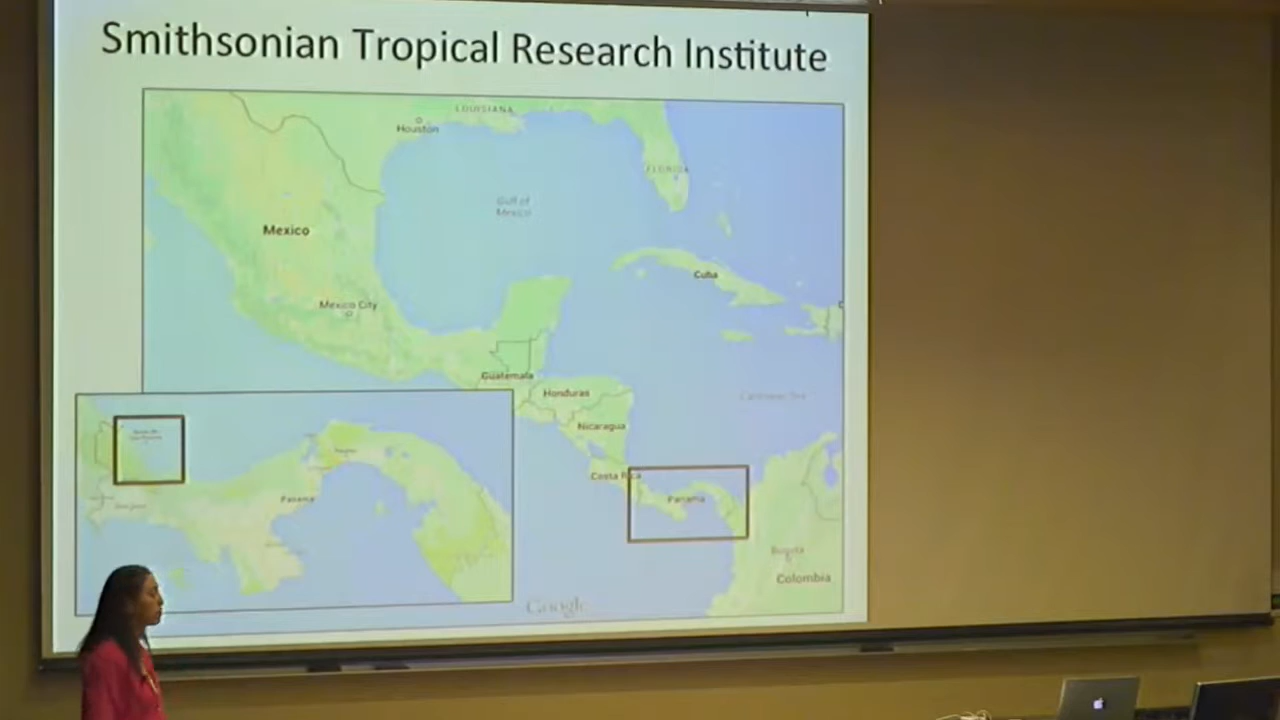 Smithsonian Tropical Research Institute
LOUISIANA
Houston
FLORIDA
Gulf of
Mexico
Mexico
Cuba
Mexico City
Guatemala
Honduras
Caribbean Sea
Nicaragua
Costa Rica
Panama
Panama
Bogota
Colombia
Google